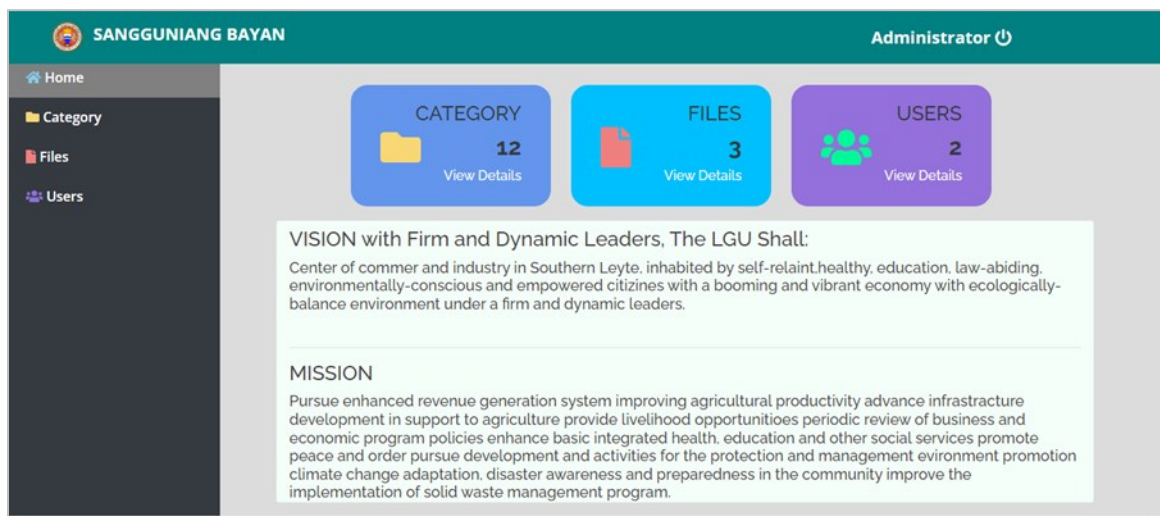 SANGGUNIANG BAYAN
Administrator
Home
Category
Files
Users
CATEGORY
12
View Details
FILES
3
View Details
USERS
2
View Details
VISION with Firm and Dynamic Leaders, The LGU Shall:
Center of commer and industry in Southern Leyte, inhabited by self-relaint,healthy, education, law-abiding,
environmentally-conscious and empowered citizines with a booming and vibrant economy with ecologically-
balance environment under a firm and dynamic leaders.
MISSION
Pursue enhanced revenue generation system improving agricultural productivity advance infrastracture
development in support to agriculture provide livelihood opportunitioes periodic review of business and
economic program policies enhance basic integrated health, education and other social services promote
peace and order pursue development and activities for the protection and management evironment promotion
climate change adaptation, disaster awareness and preparedness in the community improve the
implementation of solid waste management program.